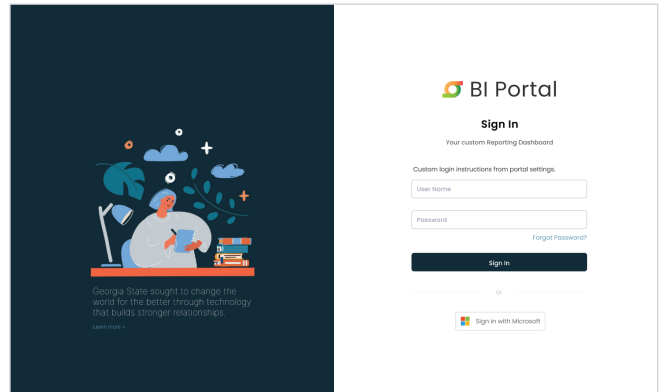 Georgia State sought to change the
world for the better through technology
that builds stronger relationships.
Learn more »
BI Portal
Sign In
Your custom Reporting Dashboard
Custom login instructions from portal settings.
User Name
Password
Forgot Password?
Sign In
Or
Sign in with Microsoft